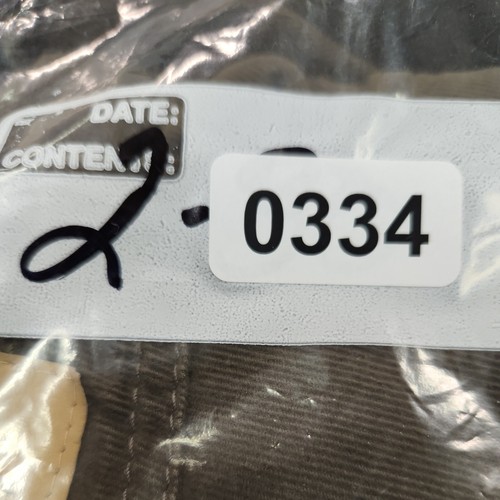 DATE:
CONTENTS:
2-
0334